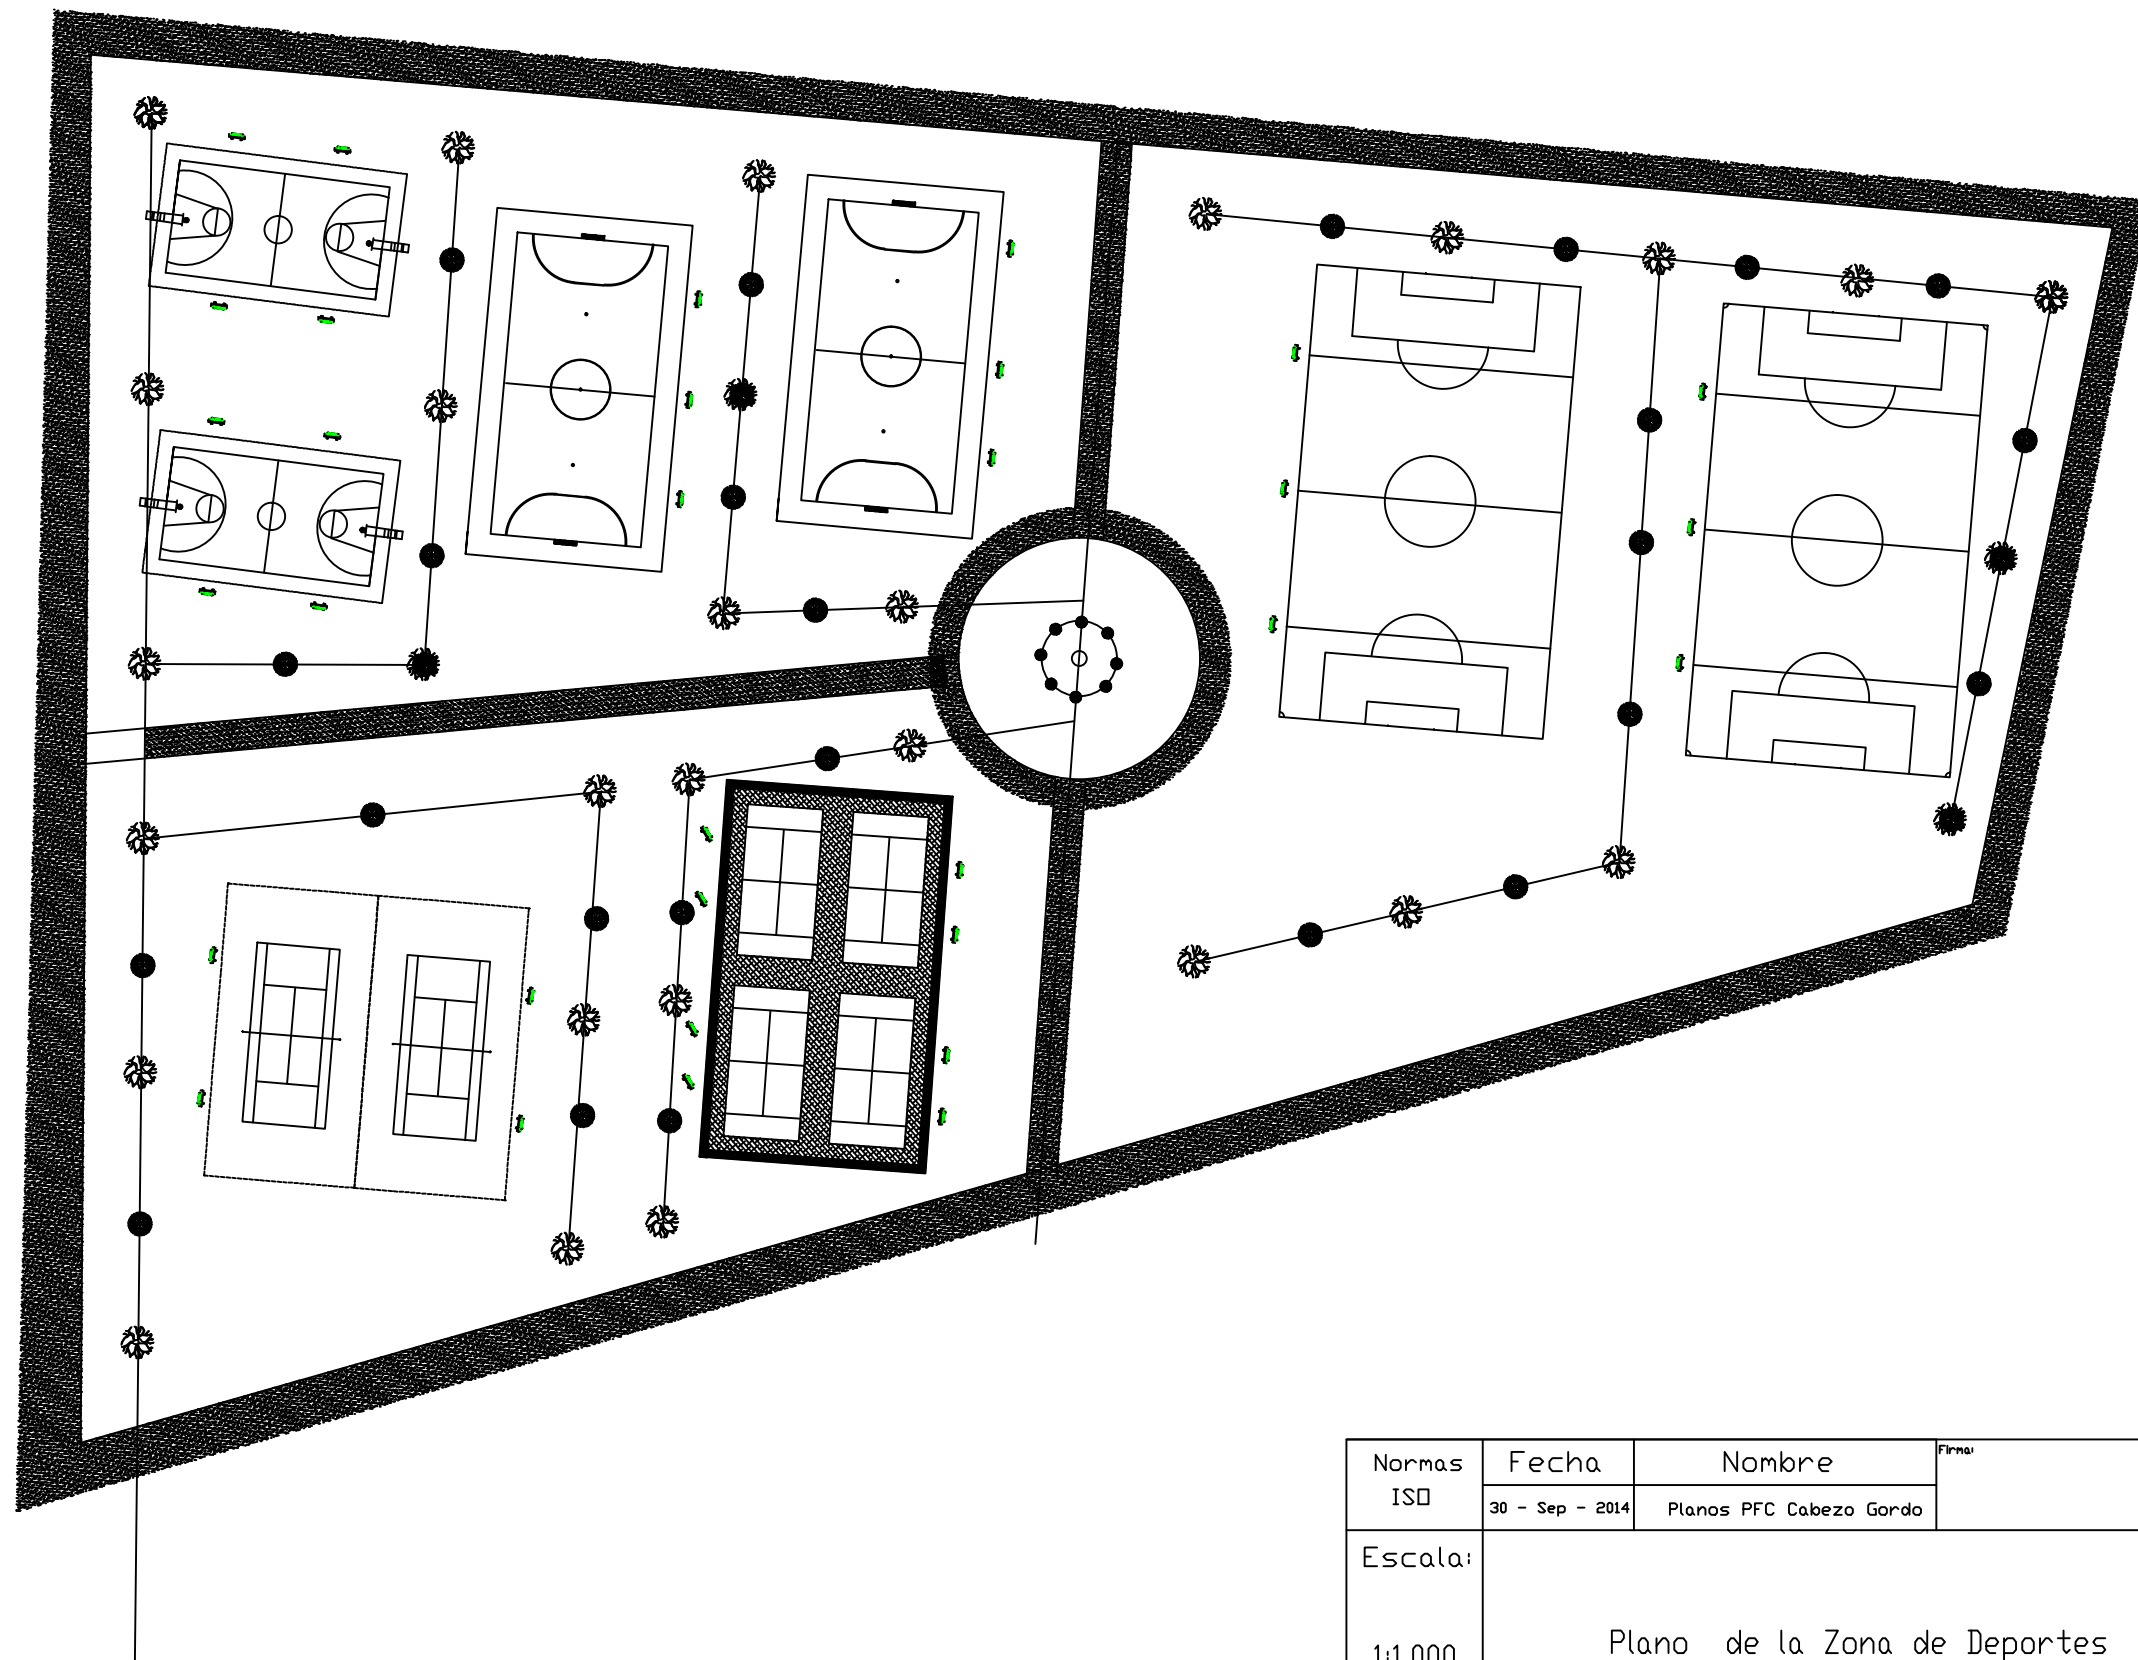 Normas
ISO
Fecha
Nombre
Firma:
30 - Sep - 2014
Planos PFC Cabezo Gordo
Escala:
1:1.000
Plano de la Zona de Deportes